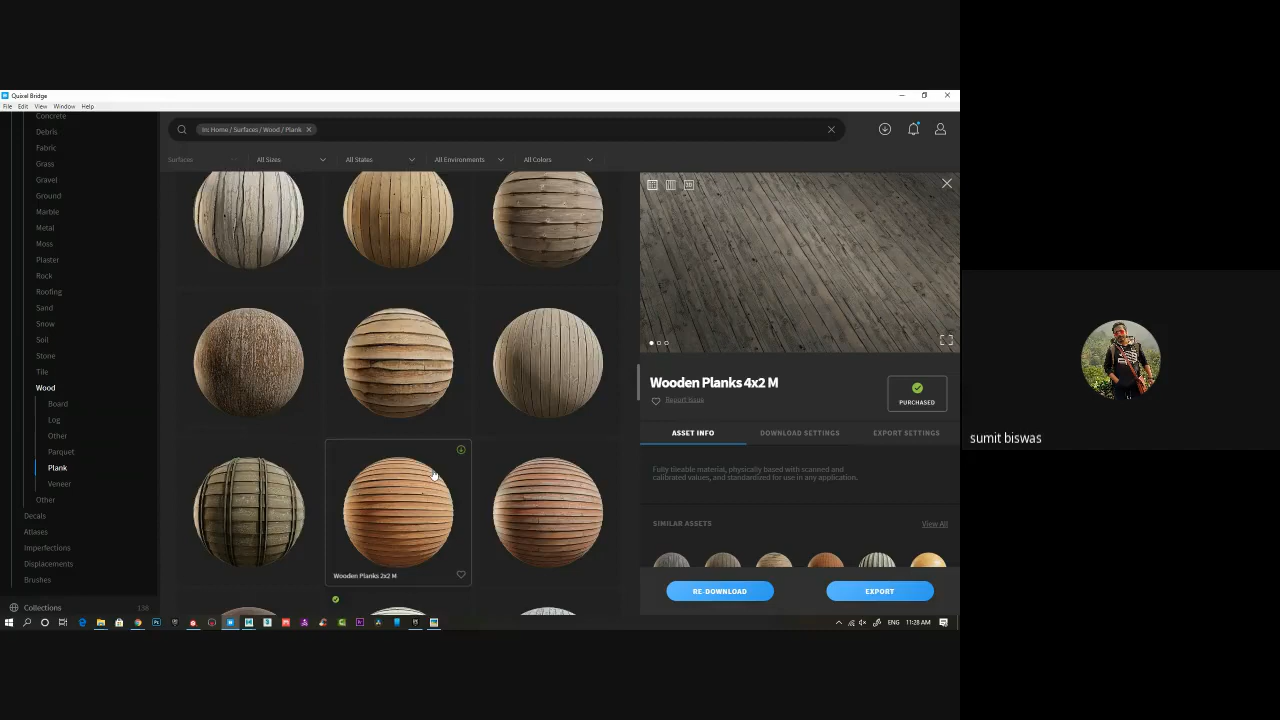 Quixel Bridge
File Edit View Window Help
Concrete
Debris
Fabric
Grass
Gravel
Ground
Marble
Metal
Moss
Plaster
Rock
Roofing
Sand
Snow
Soil
Stone
Tile
Wood
Board
Log
Other
Parquet
Plank
Veneer
Other
Decals
Atlases
Imperfections
Displacements
Brushes
Collections 138
In: Home / Surfaces / Wood / Plank
Surfaces All Sizes All States All Environments All Colors
Wooden Planks 2x2 M
3D
Wooden Planks 4x2 M
Report Issue
PURCHASED
ASSET INFO DOWNLOAD SETTINGS EXPORT SETTINGS
Fully tileable material, physically based with scanned and
calibrated values, and standardized for use in any application.
SIMILAR ASSETS View All
RE-DOWNLOAD EXPORT
ENG 11:28 AM
sumit biswas